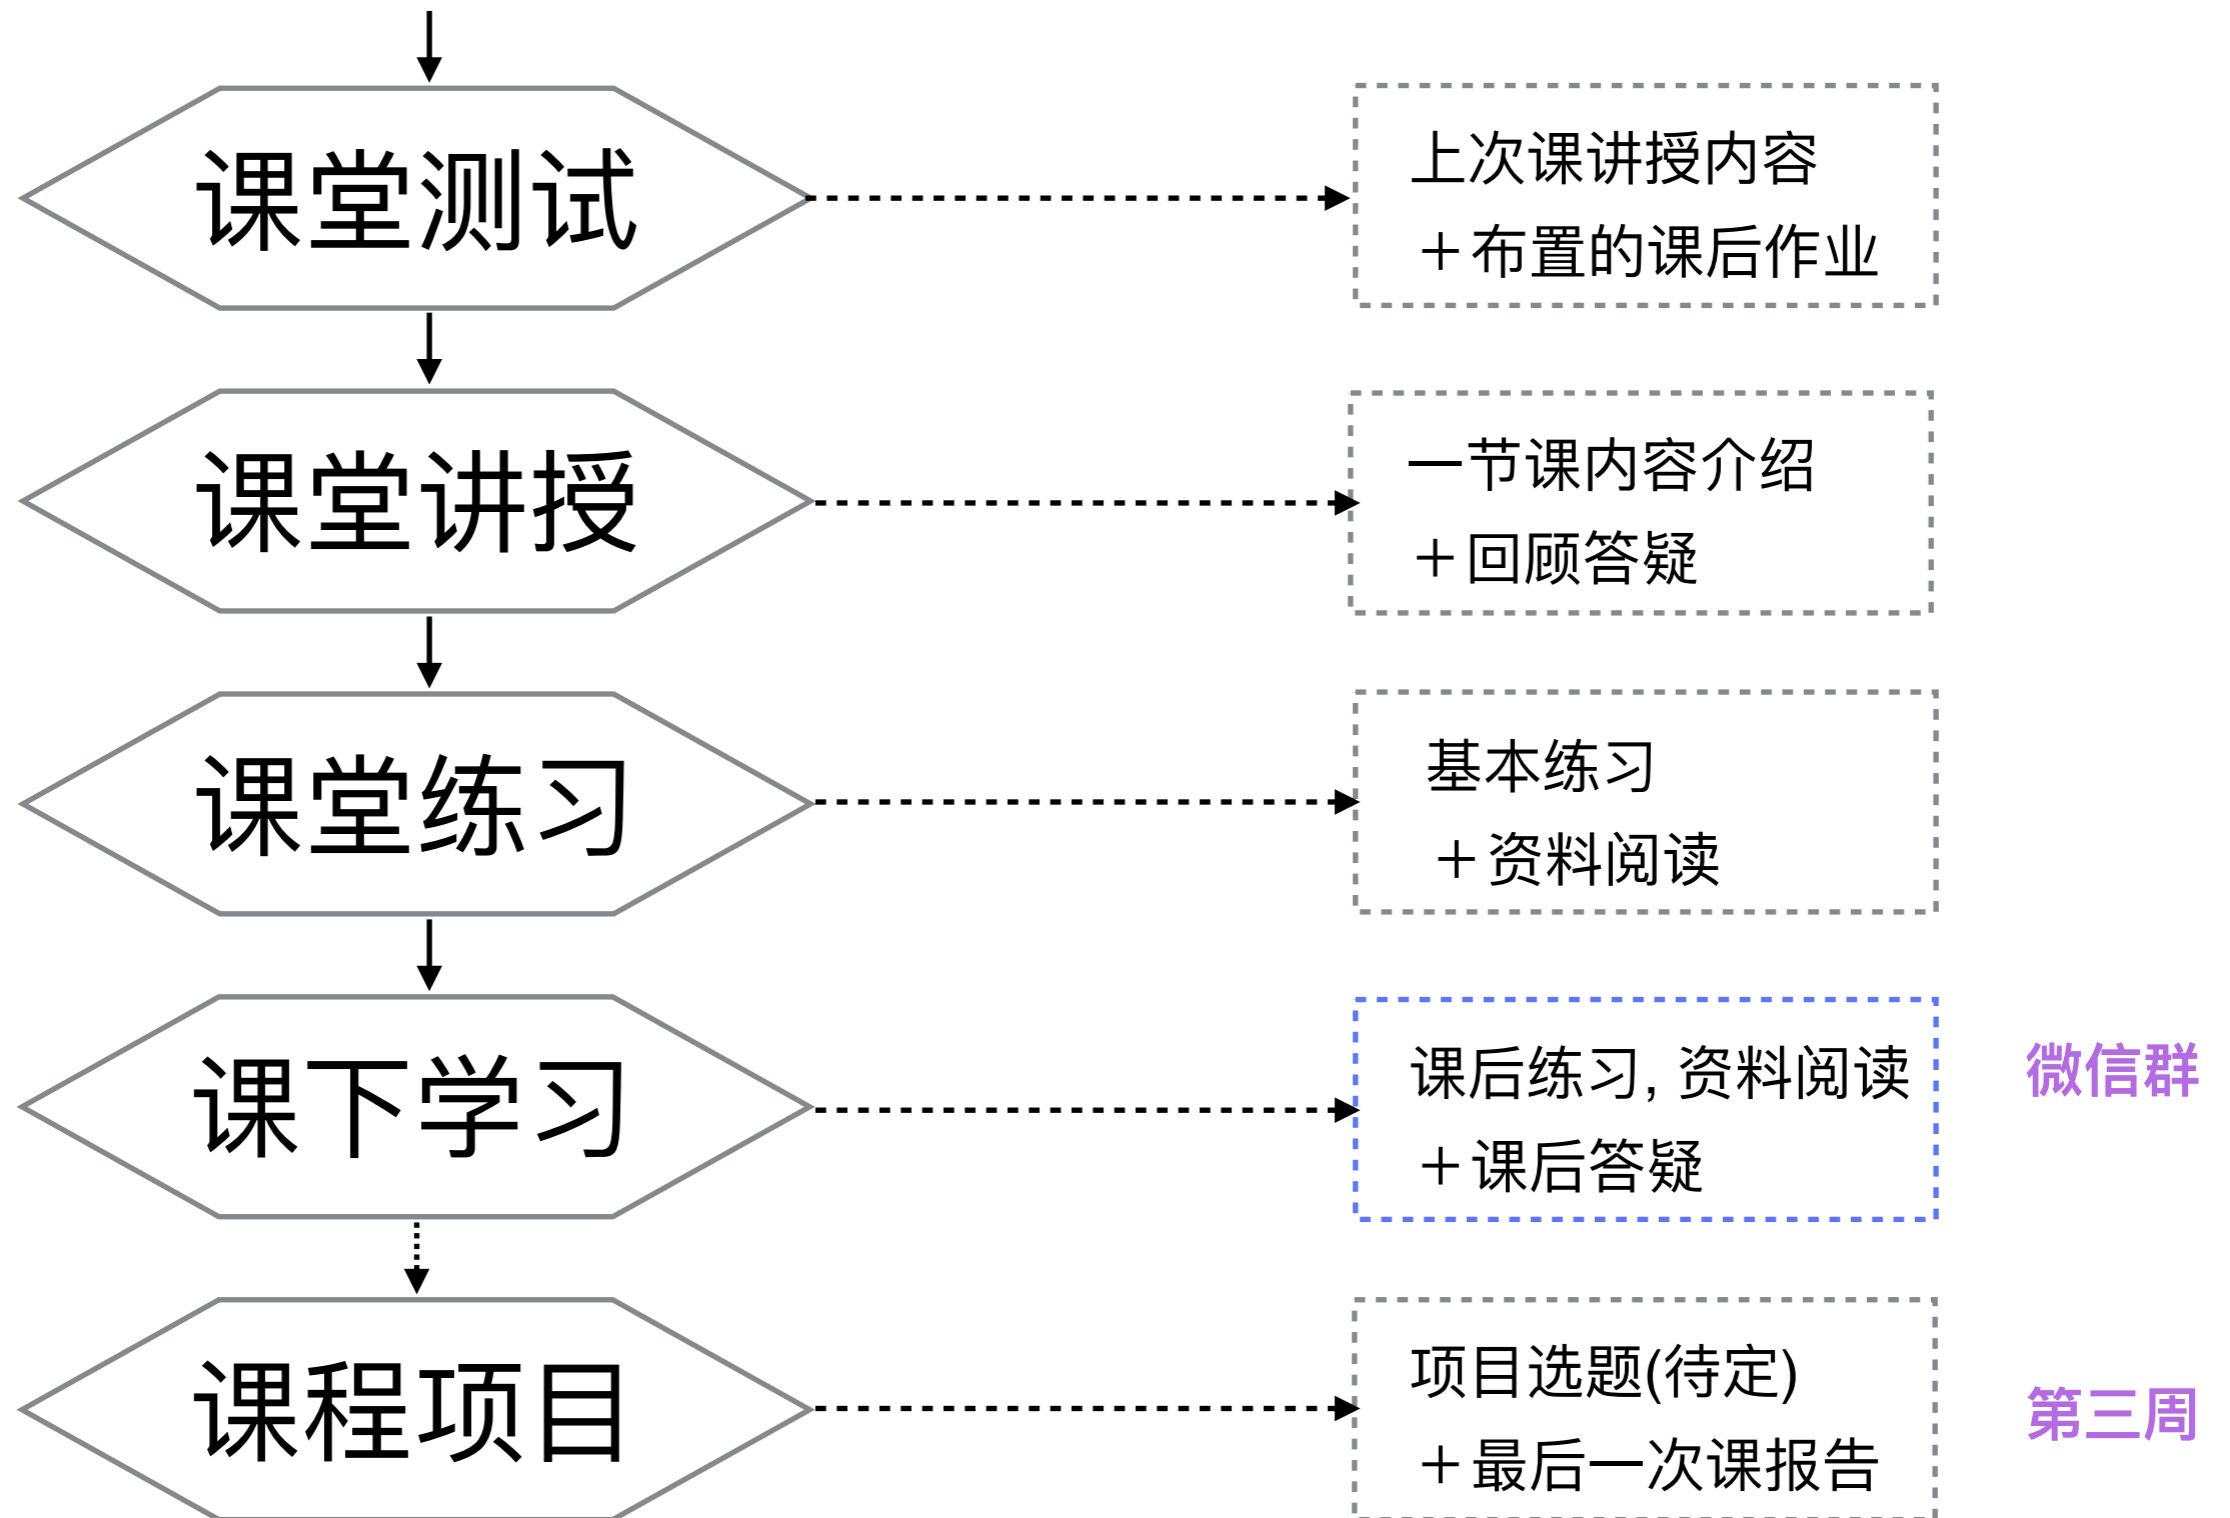 课堂测试
上次课讲授内容
＋布置的课后作业
课堂讲授
一节课内容介绍
＋回顾答疑
课堂练习
基本练习
＋资料阅读
课下学习
课后练习, 资料阅读
＋课后答疑
微信群
课程项目
项目选题(待定)
＋最后一次课报告
第三周